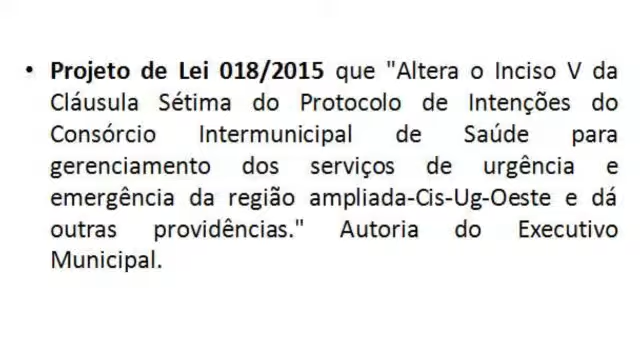 • Projeto de Lei 018/2015 que "Altera o Inciso V da
Cláusula Sétima do Protocolo de Intenções do
Consórcio Intermunicipal de Saúde para
gerenciamento dos serviços de urgência e
emergência da região ampliada-Cis-Ug-Oeste e dá
outras providências." Autoria do Executivo
Municipal.